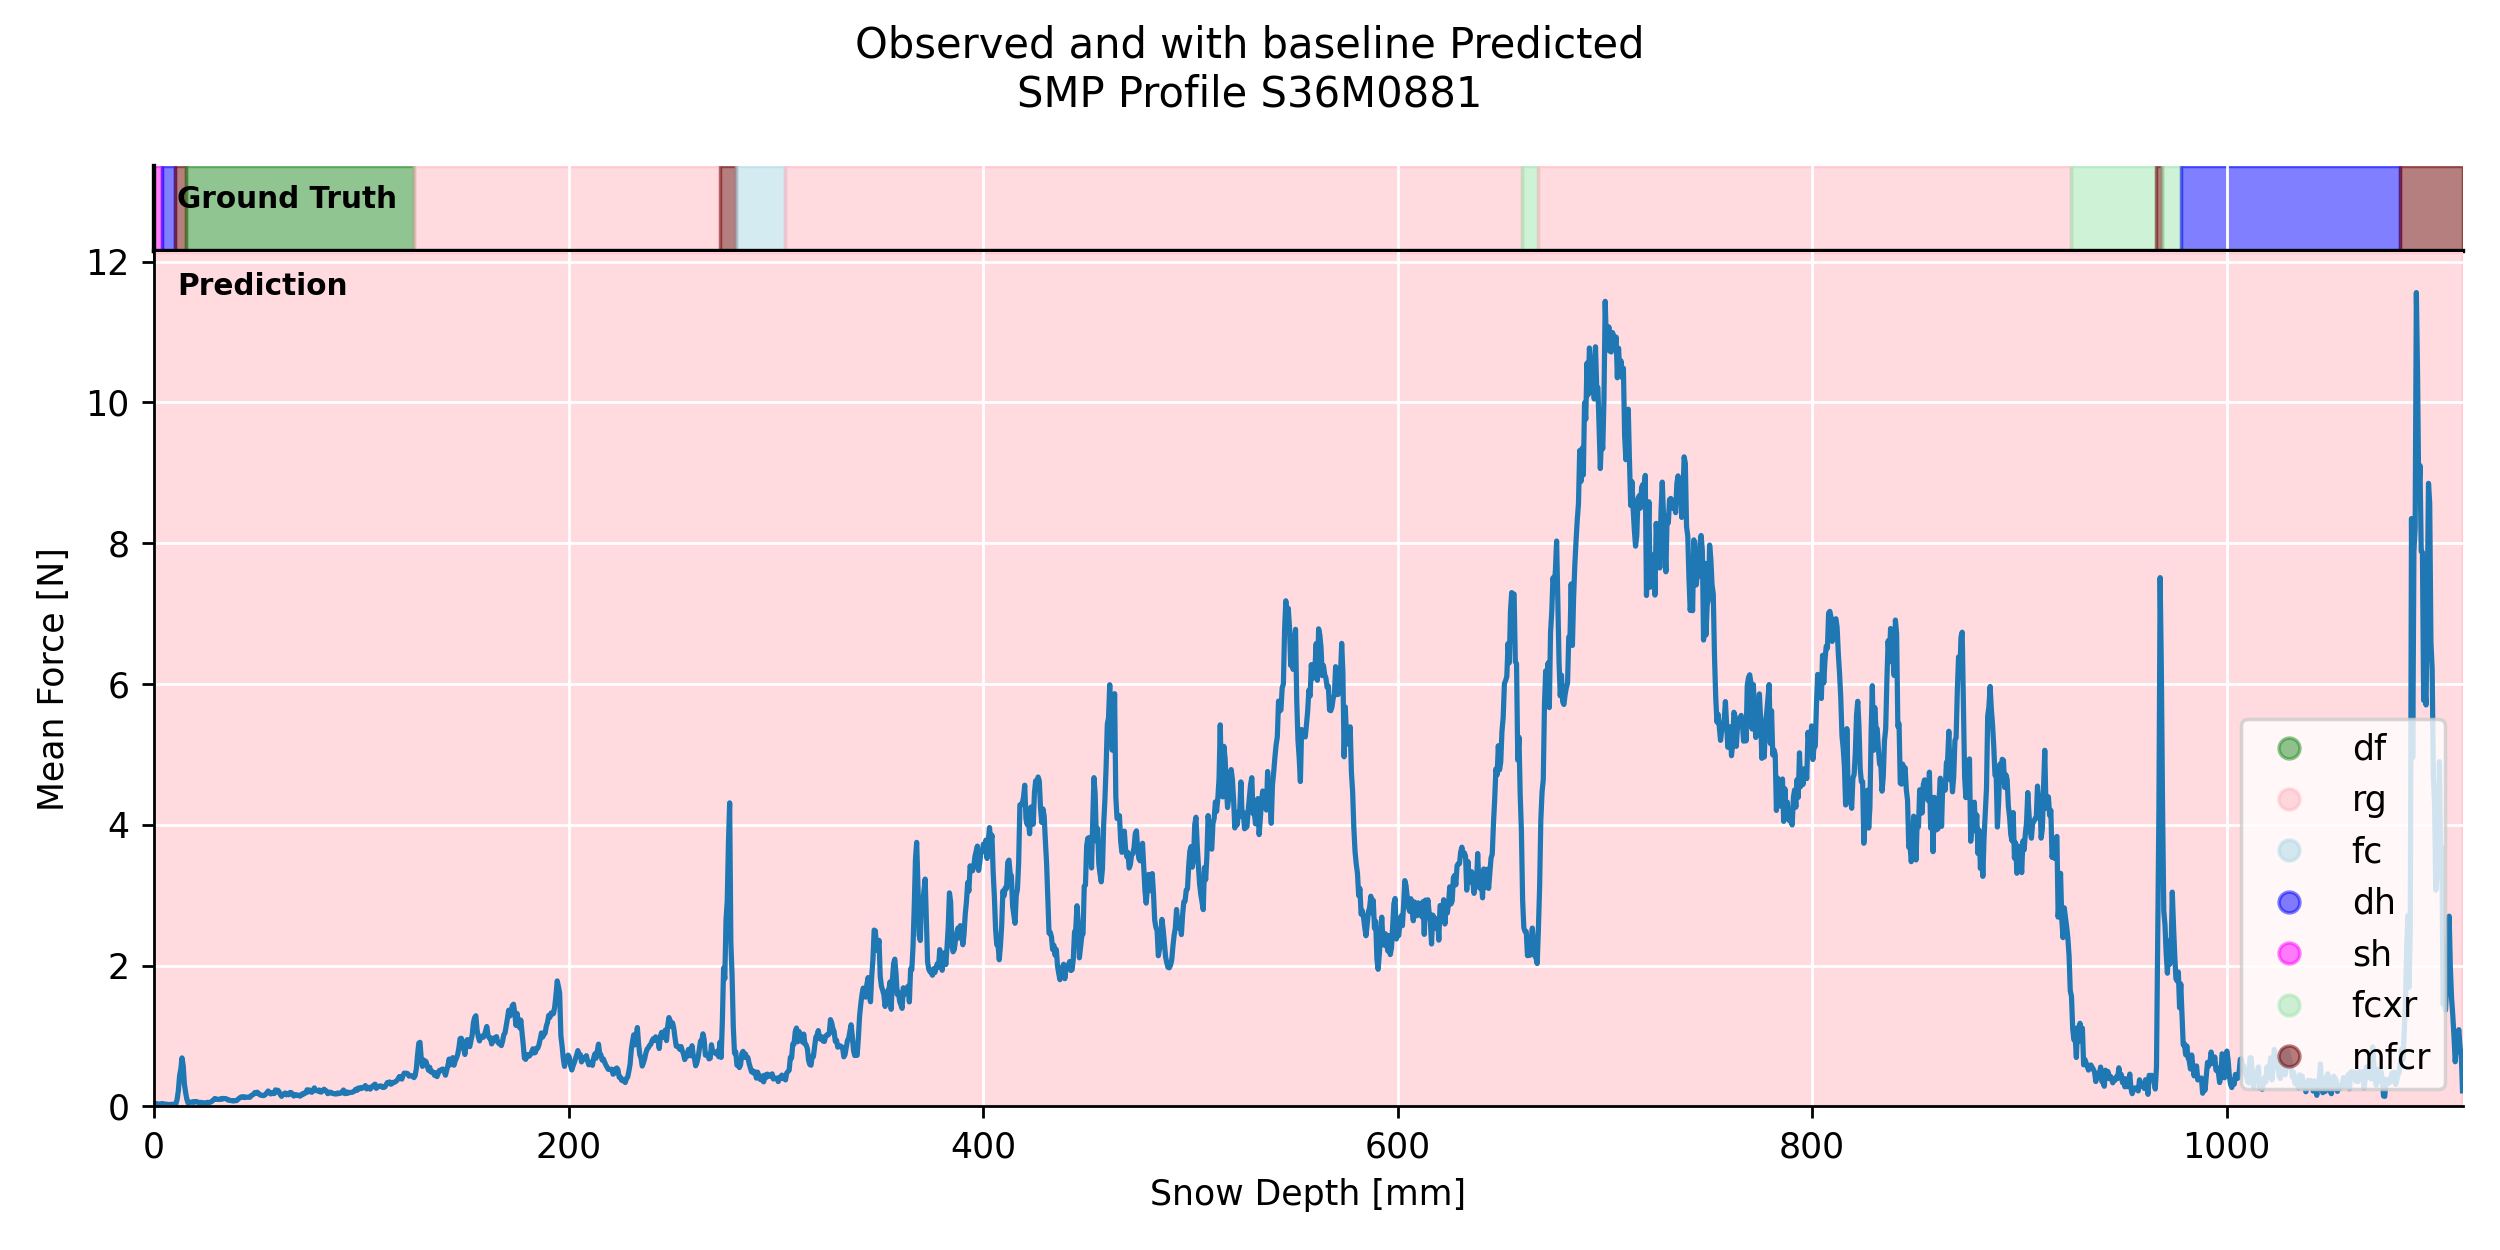 Observed and with baseline Predicted
SMP Profile S36M0881
Ground Truth
Prediction
12
10
8
6
4
2
0
Mean Force [N]
0 200 400 600 800 1000
Snow Depth [mm]
df
rg
fc
dh
sh
fcxr
mfcr